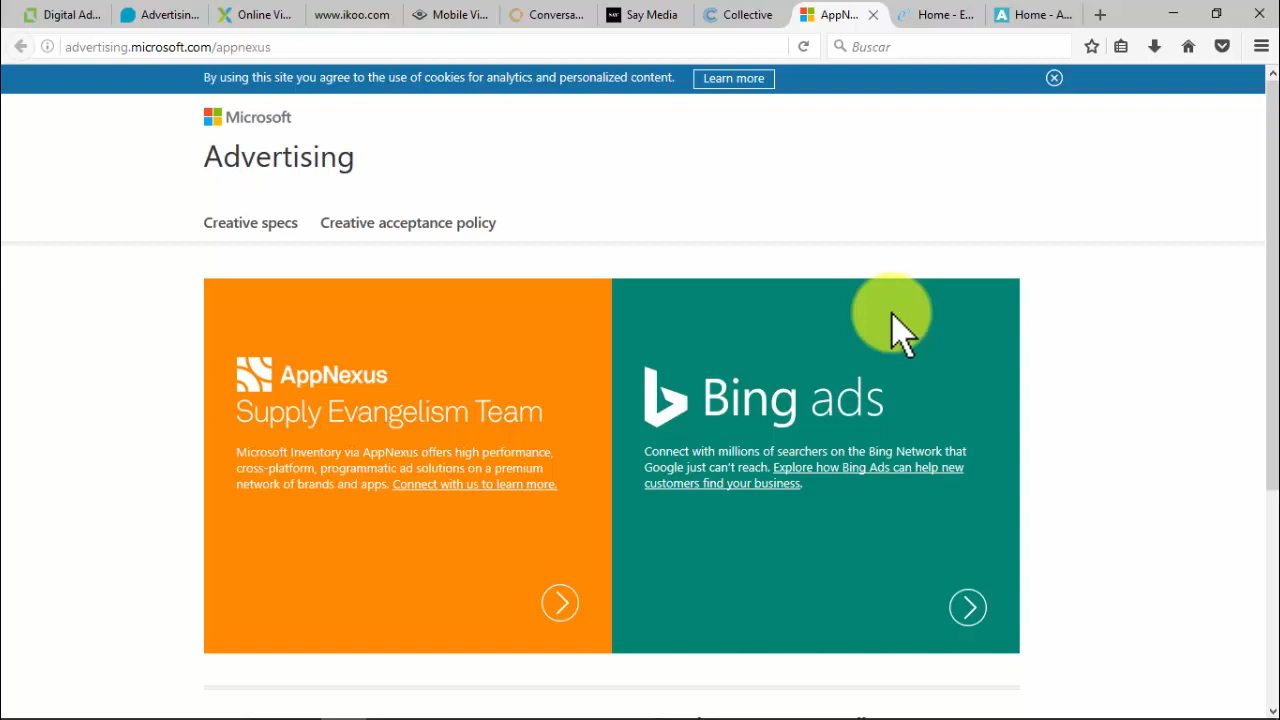 Digital Ad...
Advertisin...
Online Vi...
www.ikoo.com
Mobile Vi...
Conversa...
SAY Say Media
Collective
AppN...
Home - E...
Home - A...
advertising.microsoft.com/appnexus
Buscar
By using this site you agree to the use of cookies for analytics and personalized content.
Learn more
Microsoft
Advertising
Creative specs
Creative acceptance policy
AppNexus
Supply Evangelism Team
Microsoft Inventory via AppNexus offers high performance,
cross-platform, programmatic ad solutions on a premium
network of brands and apps. Connect with us to learn more.
Bing ads
Connect with millions of searchers on the Bing Network that
Google just can't reach. Explore how Bing Ads can help new
customers find your business.